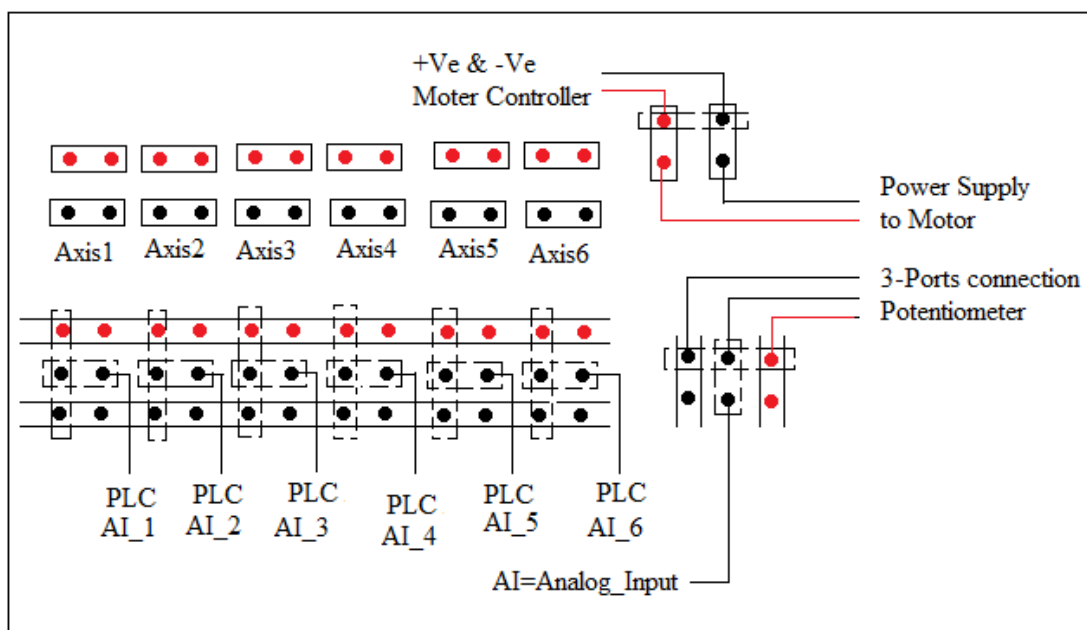 +Ve & -Ve
Moter Controller
Power Supply
to Motor
Axis1 Axis2 Axis3 Axis4 Axis5 Axis6
3-Ports connection
Potentiometer
PLC PLC PLC PLC PLC PLC
AI_1 AI_2 AI_3 AI_4 AI_5 AI_6
AI=Analog_Input